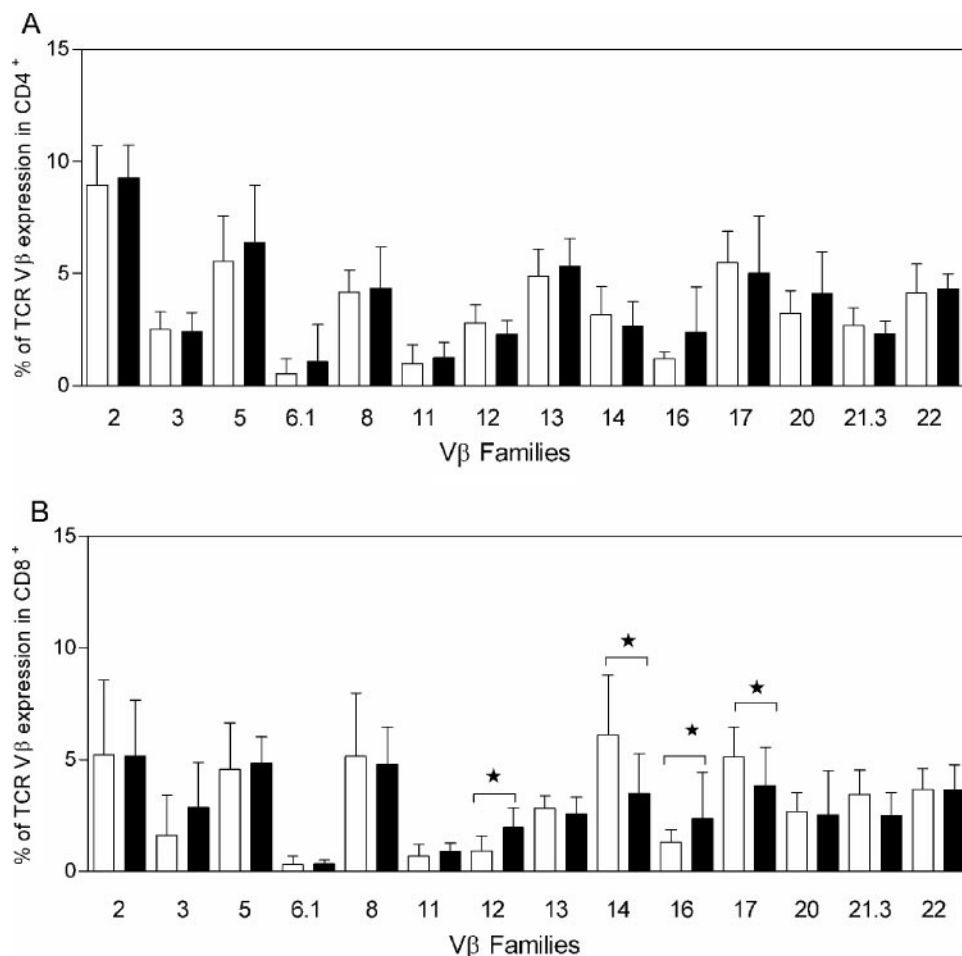 A
% of TCR Vβ expression in CD4+
15
10
5
0
2 3 5 6.1 8 11 12 13 14 16 17 20 21.3 22
Vβ Families
B
% of TCR Vβ expression in CD8+
15
10
5
0
2 3 5 6.1 8 11 12 13 14 16 17 20 21.3 22
Vβ Families